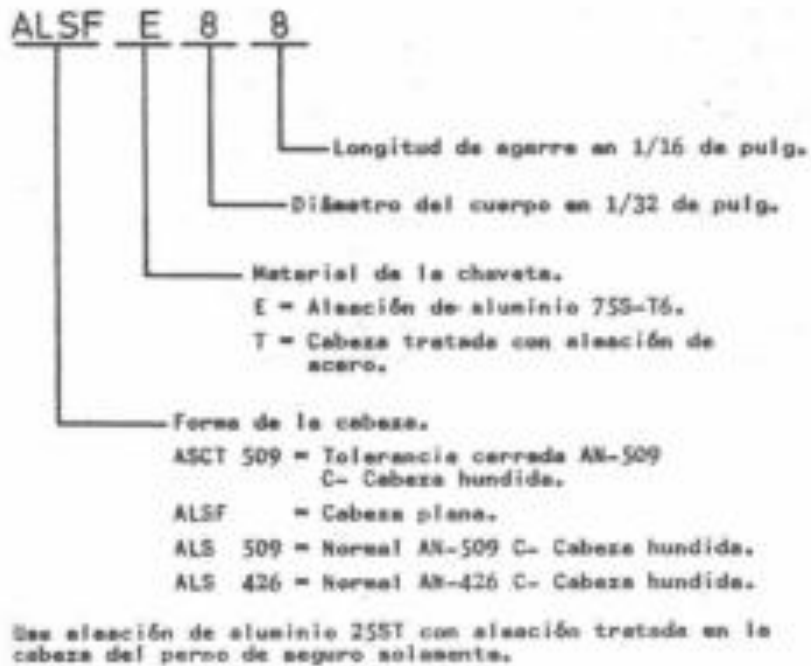 ALSF E 8 8
Longitud de agarre en 1/16 de pulg.
Diámetro del cuerpo en 1/32 de pulg.
Material de la chaveta.
E = Aleación de aluminio 75S-T6.
T = Cabeza tratada con aleación de
acero.
Forma de la cabeza.
ASCT 509 = Tolerancia cerrada AN-509
C- Cabeza hundida.
ALSF = Cabeza plana.
ALS 509 = Normal AN-509 C- Cabeza hundida.
ALS 426 = Normal AN-426 C- Cabeza hundida.
Use aleación de aluminio 25ST con aleación tratada en la
cabeza del perno de seguro solamente.